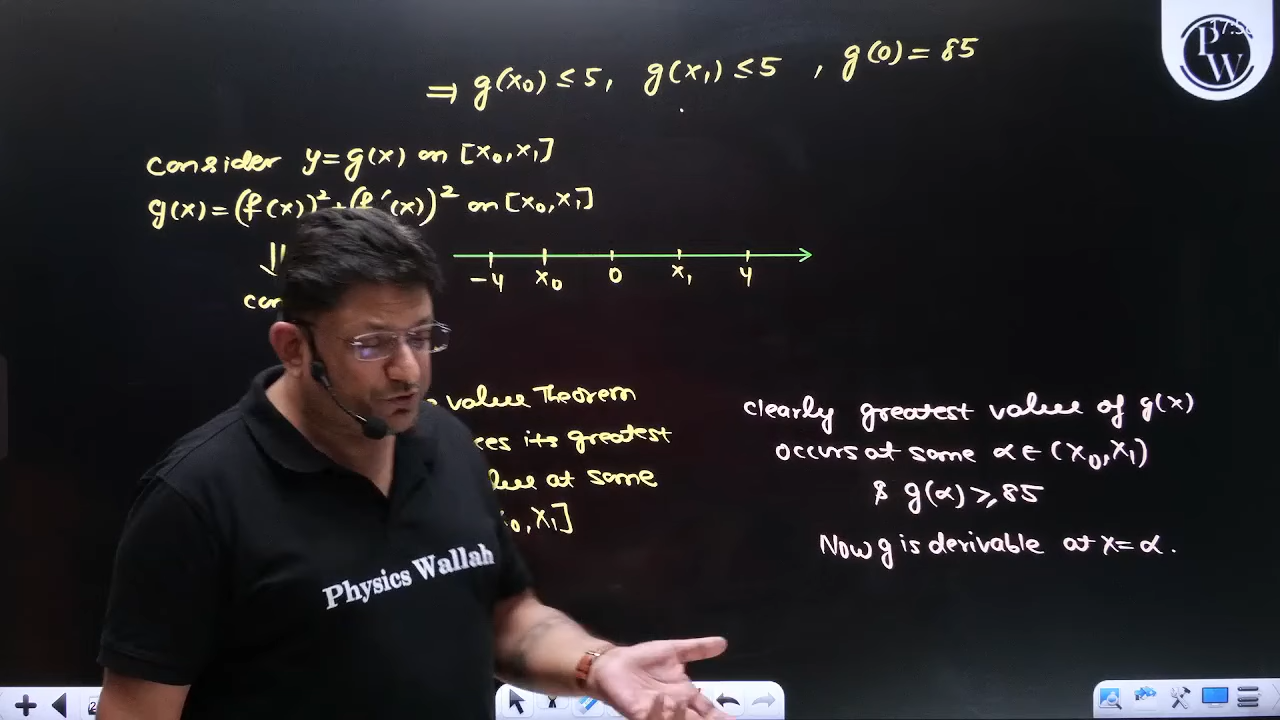 ⇒ g(x₀) ≤ 5, g(x₁) ≤ 5 , g(0) = 85
consider y = g(x) on [x₀, x₁]
g(x) = (f(x))² + (f'(x))² on [x₀, x₁]
-4 x₀ 0 x₁ 4
value Theorem
its greatest
at some
x₁]
clearly greatest value of g(x)
occurs at some α ∈ (x₀, x₁)
& g(α) ≥ 85
Now g is derivable at x = α.
Physics Wallah
PW